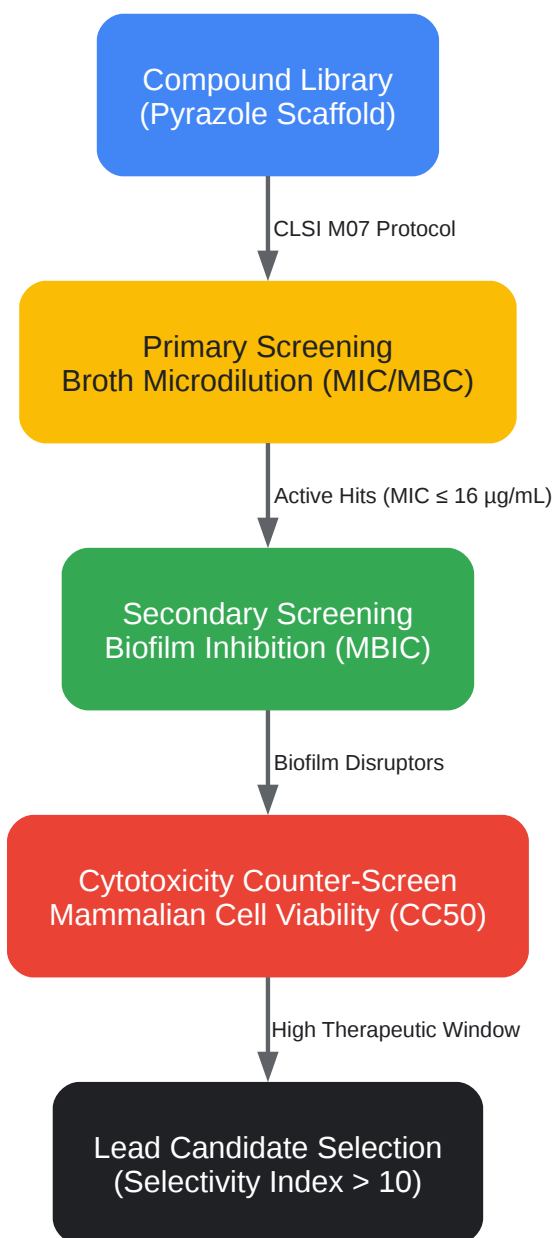 Compound Library
(Pyrazole Scaffold)
CLSI M07 Protocol
Primary Screening
Broth Microdilution (MIC/MBC)
Active Hits (MIC ≤ 16 µg/mL)
Secondary Screening
Biofilm Inhibition (MBIC)
Biofilm Disruptors
Cytotoxicity Counter-Screen
Mammalian Cell Viability (CC50)
High Therapeutic Window
Lead Candidate Selection
(Selectivity Index > 10)